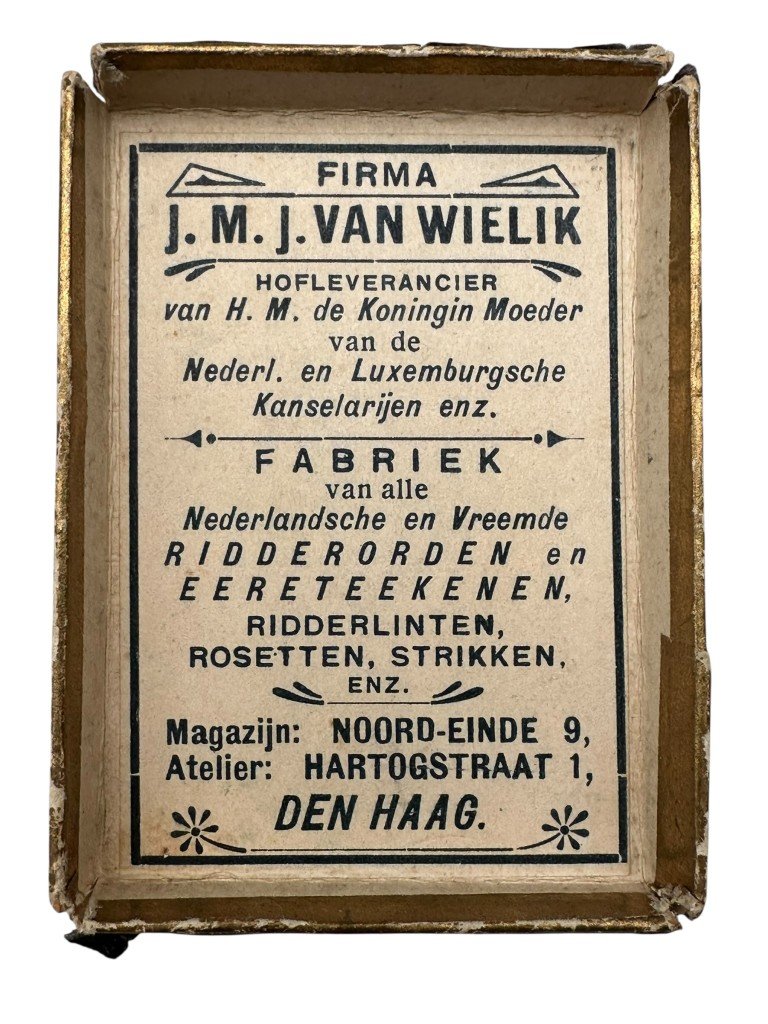 FIRMA
J. M. J. VAN WIELIK
HOFLEVERANCIER
van H. M. de Koningin Moeder
van de
Nederl. en Luxemburgsche
Kanselarijen enz.
FABRIEK
van alle
Nederlandsche en Vreemde
RIDDERORDEN en
EERETEEKENEN,
RIDDERLINTEN,
ROSETTEN, STRIKKEN,
ENZ.
Magazijn: NOORD-EINDE 9,
Atelier: HARTOGSTRAAT 1,
DEN HAAG.